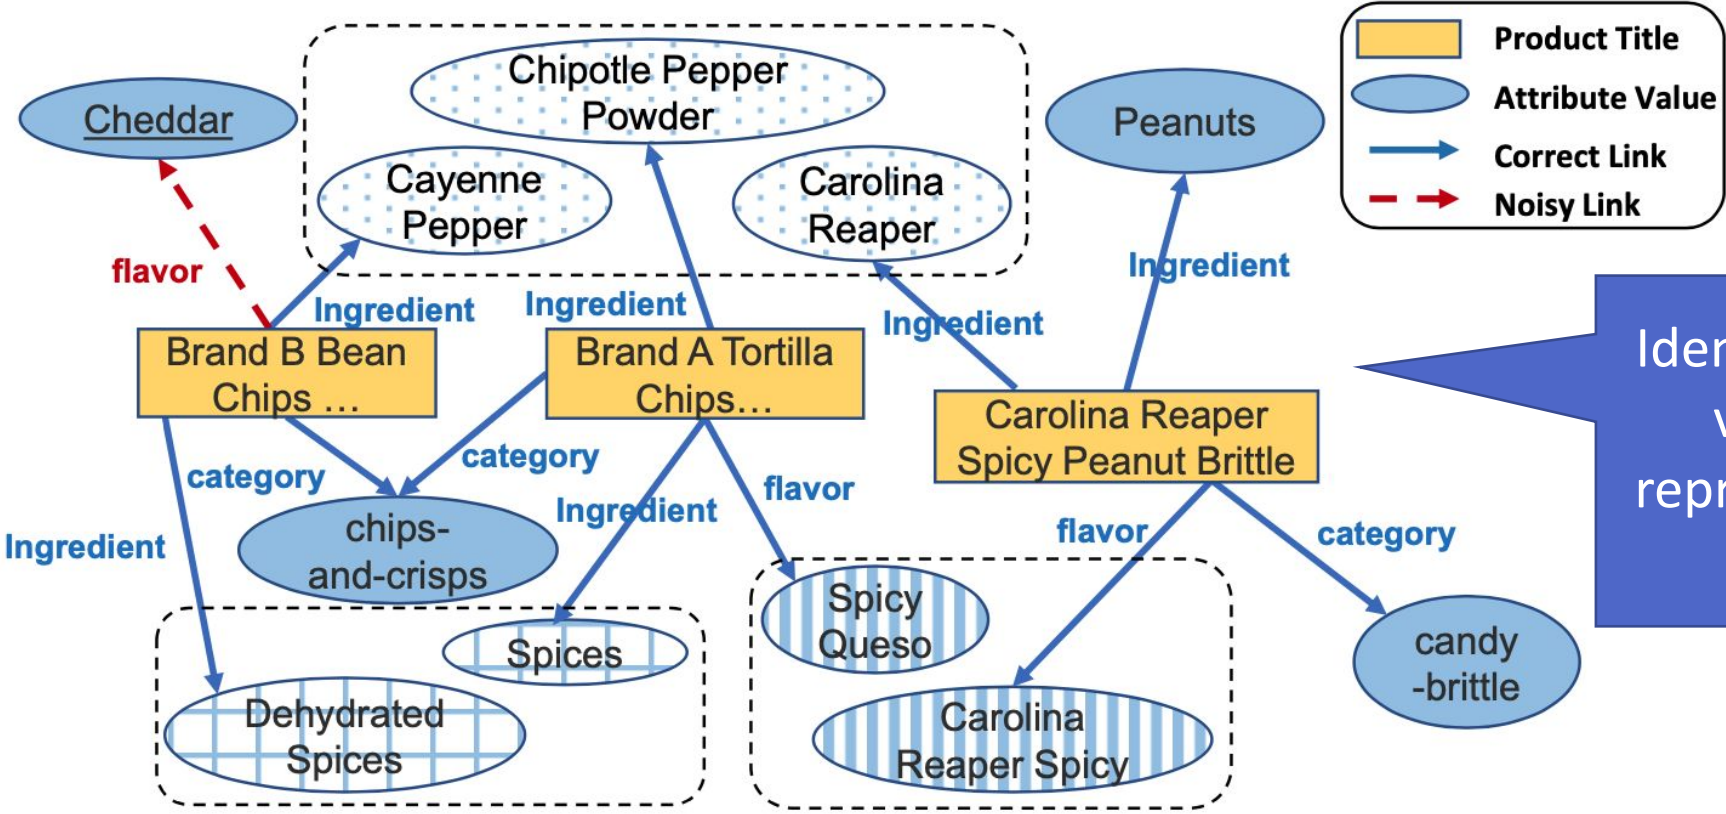 Product Title
Attribute Value
Correct Link
Noisy Link
Cheddar
Chipotle Pepper
Powder
Cayenne
Pepper
Carolina
Reaper
Peanuts
flavor
Ingredient
Ingredient
Ingredient
Ingredient
Brand B Bean
Chips ...
Brand A Tortilla
Chips...
Carolina Reaper
Spicy Peanut Brittle
category
category
Ingredient
Ingredient
flavor
flavor
category
chips-
and-crisps
Spices
Dehydrated
Spices
Spicy
Queso
Carolina
Reaper Spicy
candy
-brittle